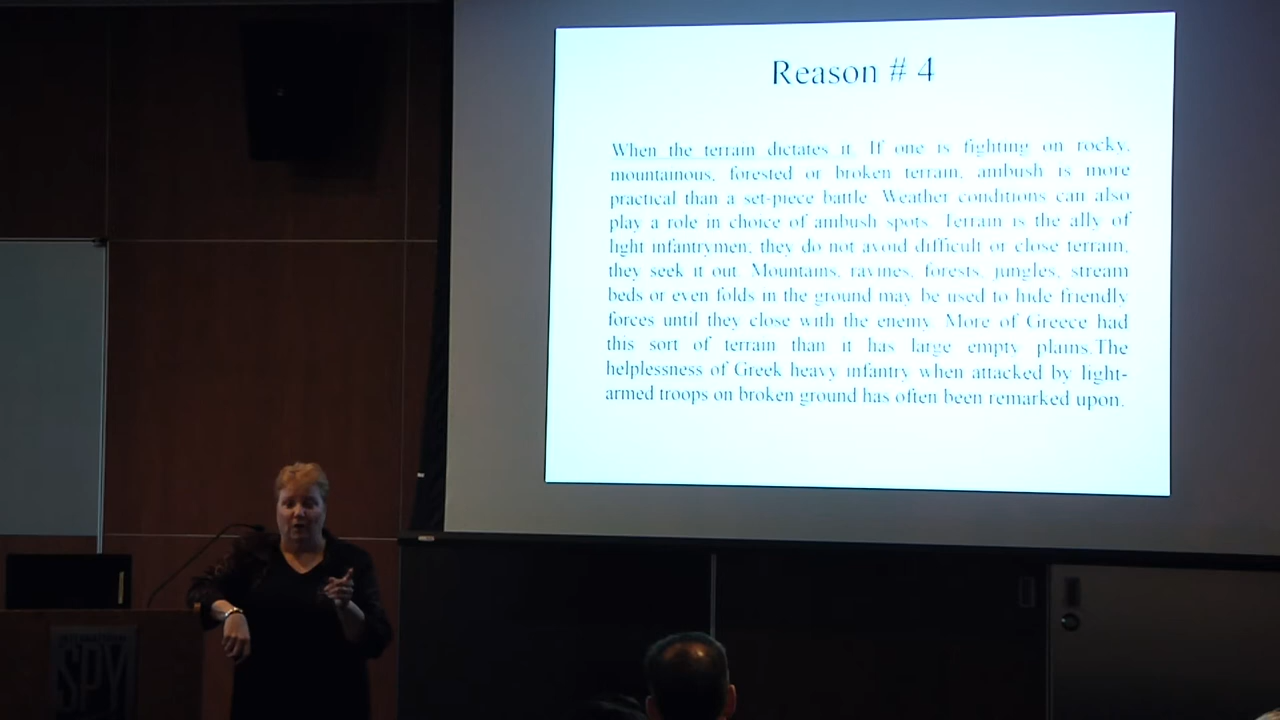 Reason # 4
When the terrain dictates it. If one is fighting on rocky,
mountainous, forested or broken terrain, ambush is more
practical than a set-piece battle. Weather conditions can also
play a role in choice of ambush spots. Terrain is the ally of
light infantrymen; they do not avoid difficult or close terrain,
they seek it out. Mountains, ravines, forests, jungles, stream
beds or even folds in the ground may be used to hide friendly
forces until they close with the enemy. More of Greece had
this sort of terrain than it has large empty plains.The
helplessness of Greek heavy infantry when attacked by light-
armed troops on broken ground has often been remarked upon.
INTERNATIONAL
SPY